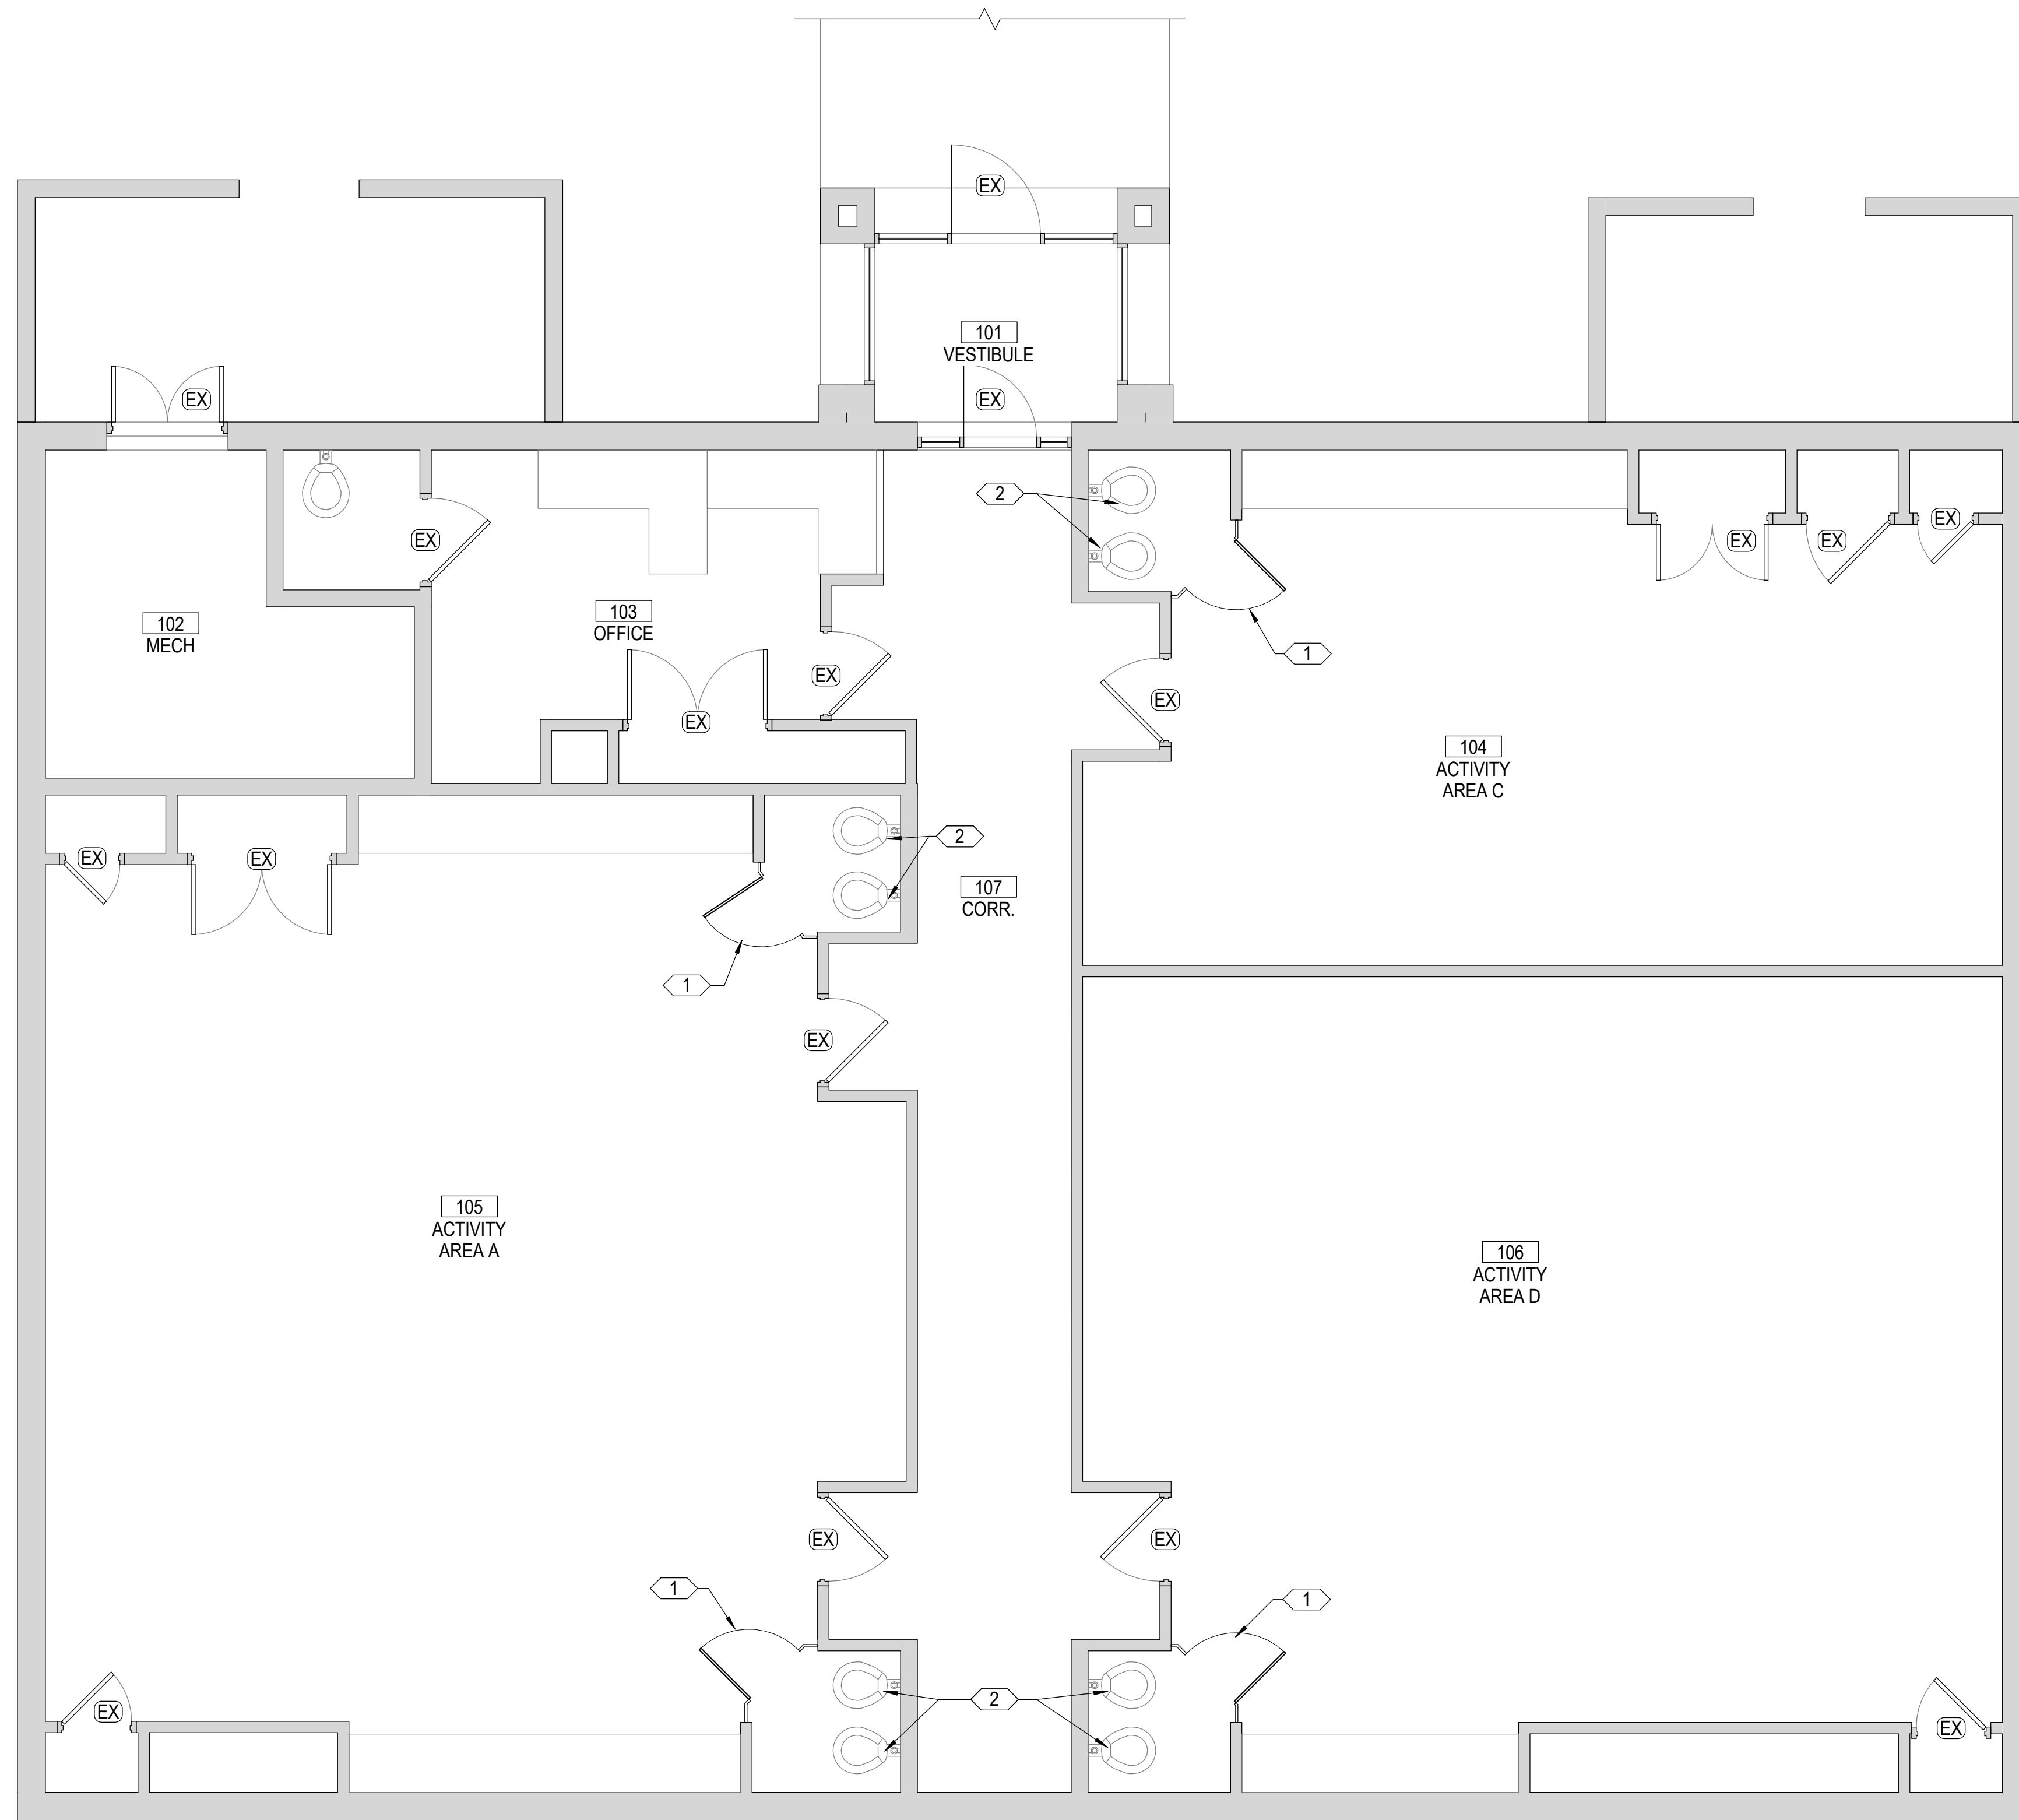 EX
101
VESTIBULE
EX
EX
2
EX
EX
EX
EX
102
MECH
103
OFFICE
1
EX
EX
EX
104
ACTIVITY
AREA C
2
EX
EX
107
CORR.
1
EX
105
ACTIVITY
AREA A
106
ACTIVITY
AREA D
EX
EX
1
1
2
EX
EX